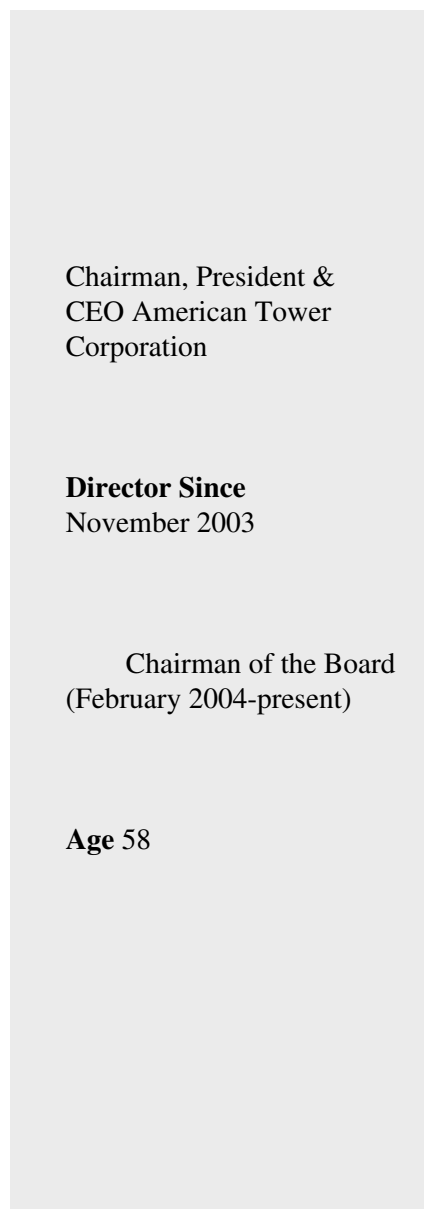 Chairman, President &
CEO American Tower
Corporation
Director Since
November 2003
Chairman of the Board
(February 2004-present)
Age 58